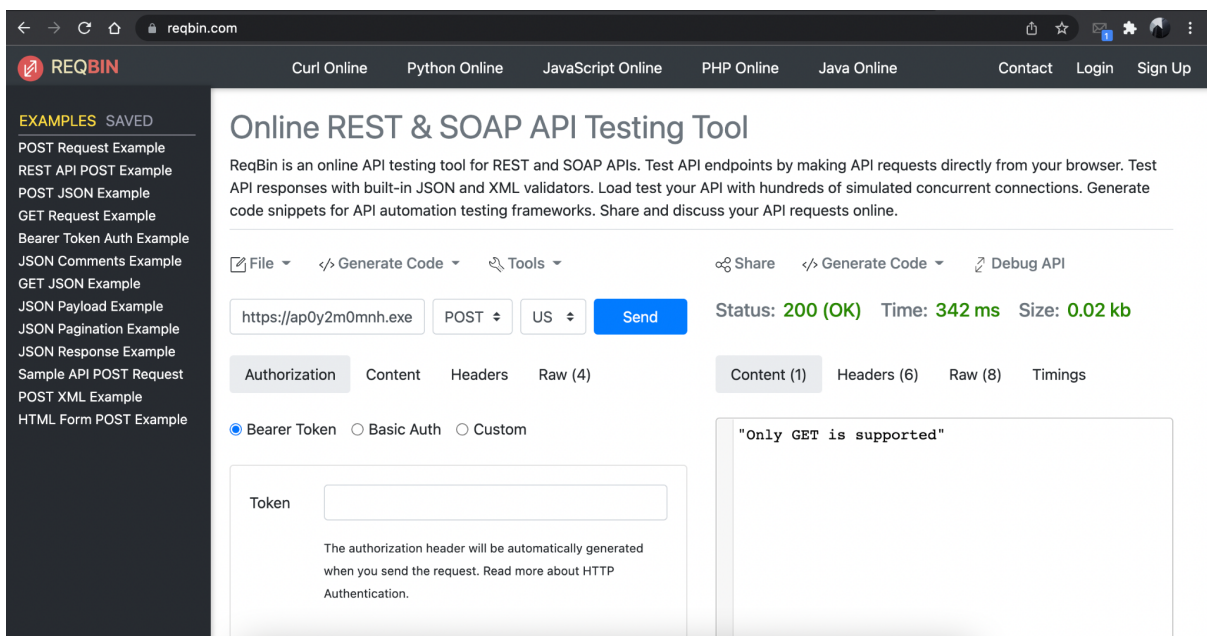 reqbin.com
1
REQBIN
Curl Online Python Online JavaScript Online PHP Online Java Online Contact Login Sign Up
EXAMPLES SAVED
POST Request Example
REST API POST Example
POST JSON Example
GET Request Example
Bearer Token Auth Example
JSON Comments Example
GET JSON Example
JSON Payload Example
JSON Pagination Example
JSON Response Example
Sample API POST Request
POST XML Example
HTML Form POST Example
Online REST & SOAP API Testing Tool
ReqBin is an online API testing tool for REST and SOAP APIs. Test API endpoints by making API requests directly from your browser. Test
API responses with built-in JSON and XML validators. Load test your API with hundreds of simulated concurrent connections. Generate
code snippets for API automation testing frameworks. Share and discuss your API requests online.
File </> Generate Code Tools
Share </> Generate Code Debug API
https://ap0y2m0mnh.exe POST US Send
Status: 200 (OK) Time: 342 ms Size: 0.02 kb
Authorization Content Headers Raw (4)
Content (1) Headers (6) Raw (8) Timings
Bearer Token Basic Auth Custom
"Only GET is supported"
Token
The authorization header will be automatically generated
when you send the request. Read more about HTTP
Authentication.